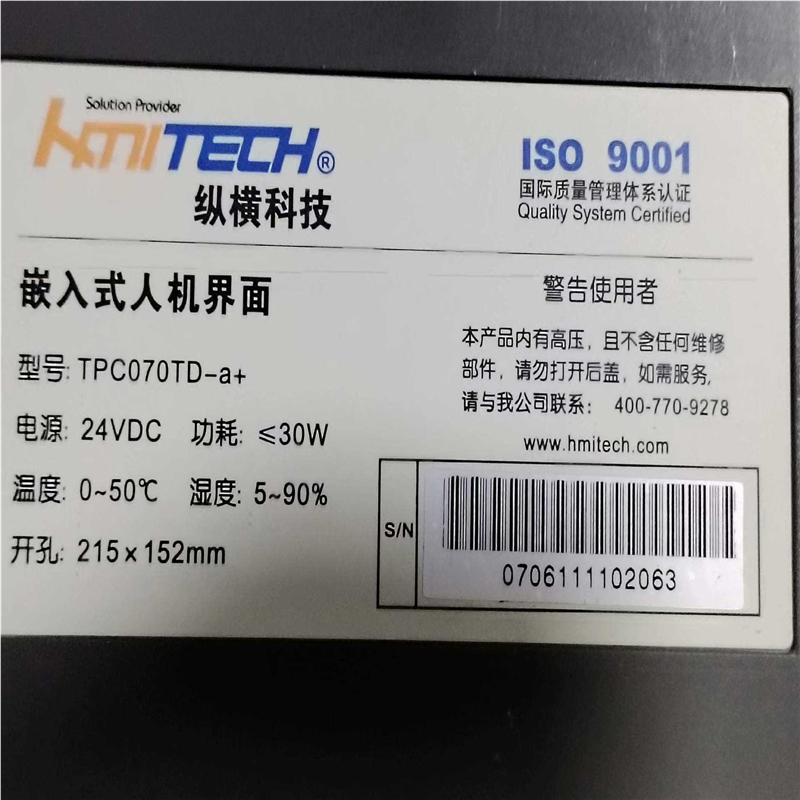 Solution Provider
hmiTECH®
纵横科技
ISO 9001
国际质量管理体系认证
Quality System Certified
嵌入式人机界面
型号: TPC070TD-a+
电源: 24VDC 功耗: ≤30W
温度: 0~50℃ 湿度: 5~90%
开孔: 215×152mm
警告使用者
本产品内有高压，且不含任何维修
部件，请勿打开后盖，如需服务,
请与我公司联系： 400-770-9278
www.hmitech.com
S/N
0706111102063